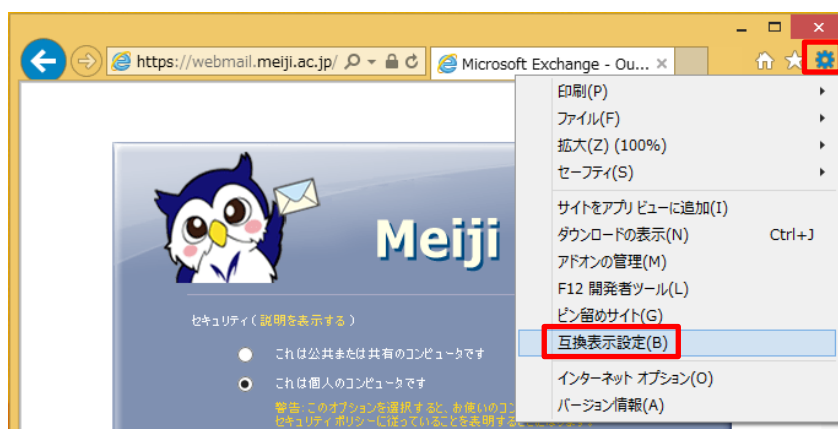 https://webmail.meiji.ac.jp/
Microsoft Exchange - Ou...
印刷(P)
ファイル(F)
拡大(Z) (100%)
セーフティ(S)
サイトをアプリ ビューに追加(I)
ダウンロードの表示(N) Ctrl+J
アドオンの管理(M)
F12 開発者ツール(L)
ピン留めサイト(G)
互換表示設定(B)
インターネット オプション(O)
バージョン情報(A)
Meiji
セキュリティ ( 説明を表示する )
これは公共または共有のコンピュータです
これは個人のコンピュータです
警告: このオプションを選択すると、お使いのコン
セキュリティ ポリシーに従っていることを表明する